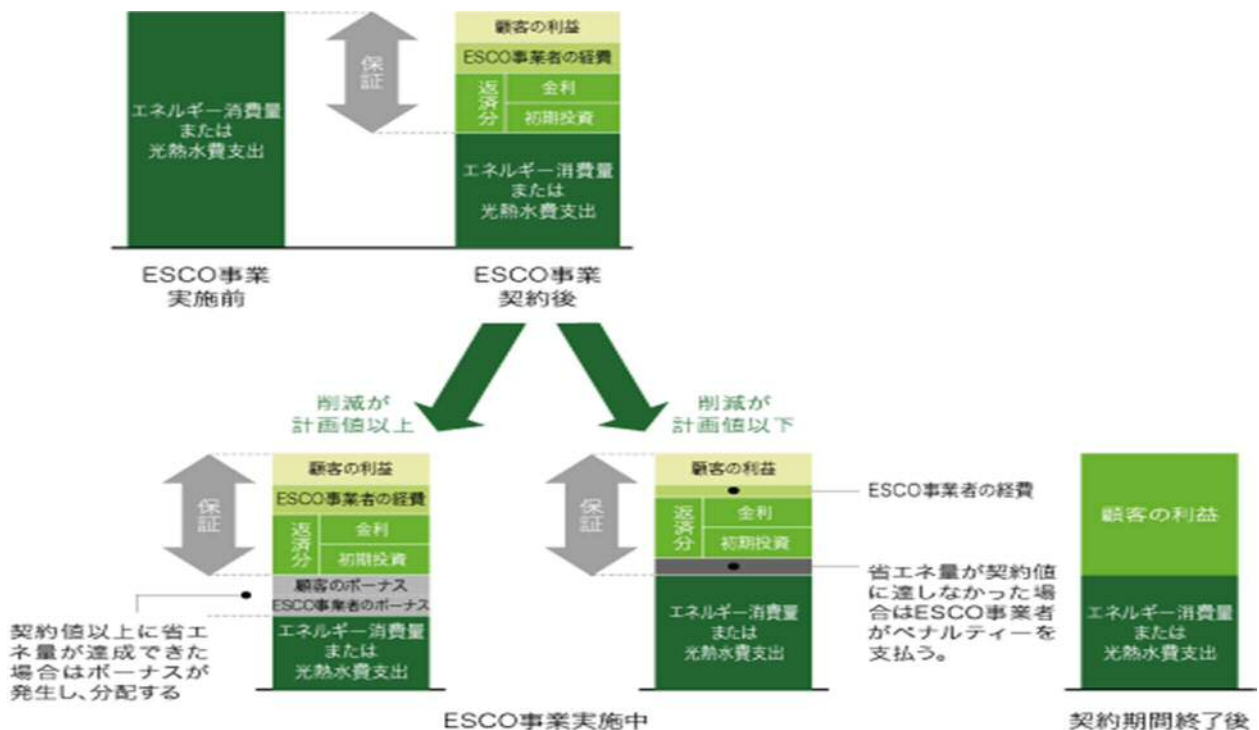 エネルギー消費量
または
光熱水費支出
保証
顧客の利益
ESCO事業者の経費
返済分
金利
初期投資
エネルギー消費量
または
光熱水費支出
ESCO事業
実施前
ESCO事業
契約後
削減が
計画値以上
削減が
計画値以下
保証
顧客の利益
ESCO事業者の経費
返済分
金利
初期投資
顧客のボーナス
ESCO事業者のボーナス
エネルギー消費量
または
光熱水費支出
契約値以上に省エ
ネ量が達成できた
場合はボーナスが
発生し、分配する
保証
顧客の利益
返済分
金利
初期投資
エネルギー消費量
または
光熱水費支出
ESCO事業者の経費
省エネ量が契約値
に達しなかった場
合はESCO事業者
がペナルティーを
支払う。
ESCO事業実施中
顧客の利益
エネルギー消費量
または
光熱水費支出
契約期間終了後